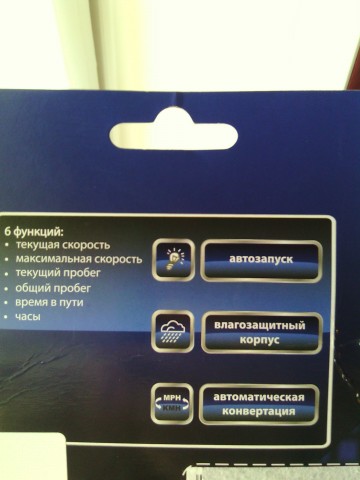 6 функций:
• текущая скорость
• максимальная скорость
• текущий пробег
• общий пробег
• время в пути
• часы
автозапуск
влагозащитный
корпус
MPH
KMH
автоматическая
конвертация